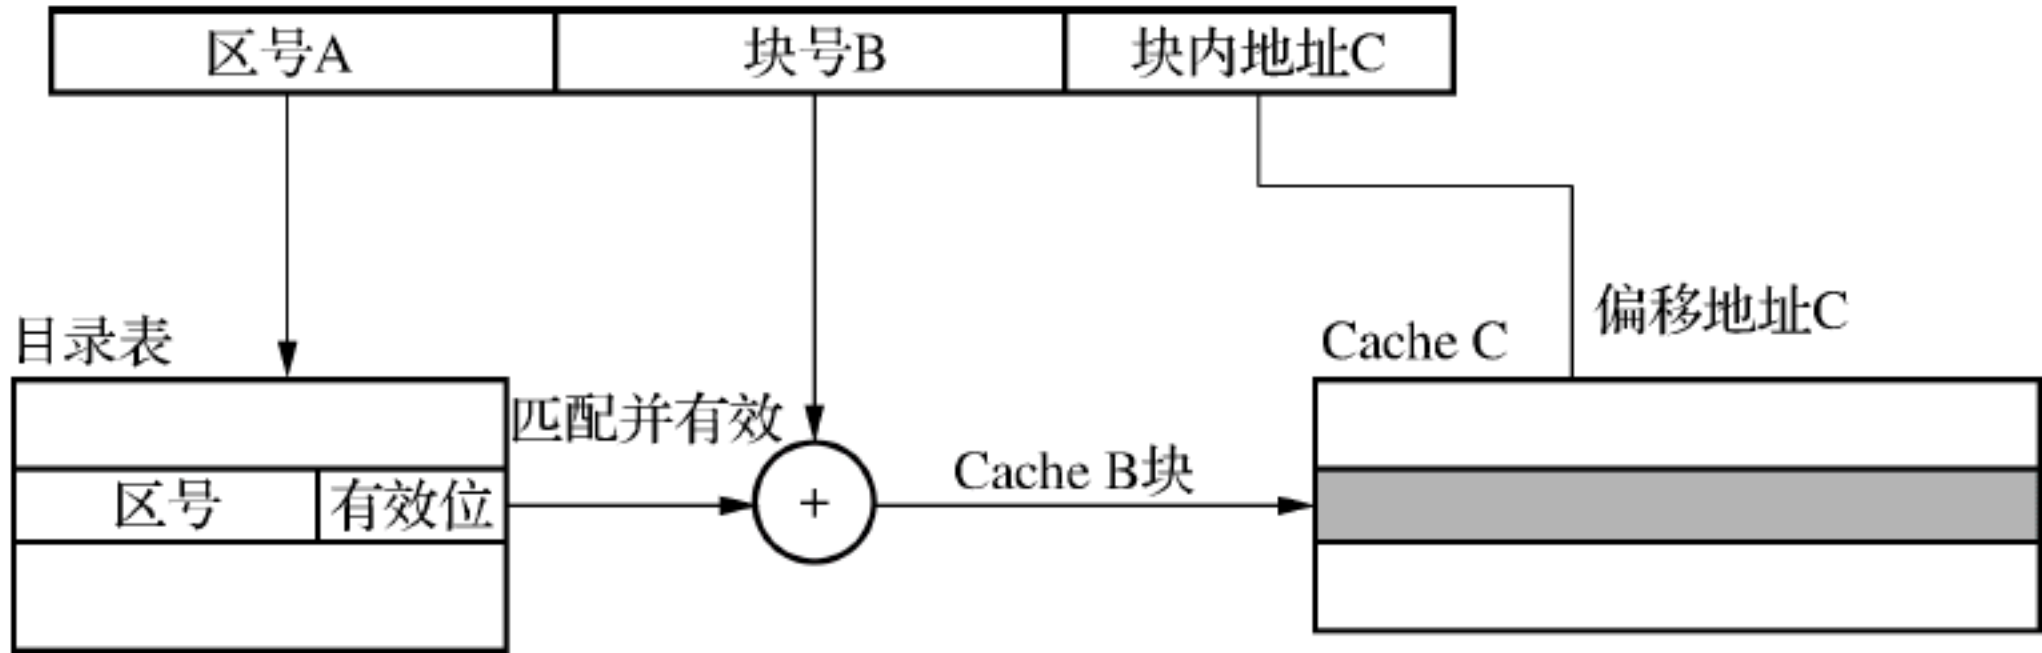 区号A
块号B
块内地址C
偏移地址C
目录表
Cache C
匹配并有效
Cache B块
区号
有效位
+